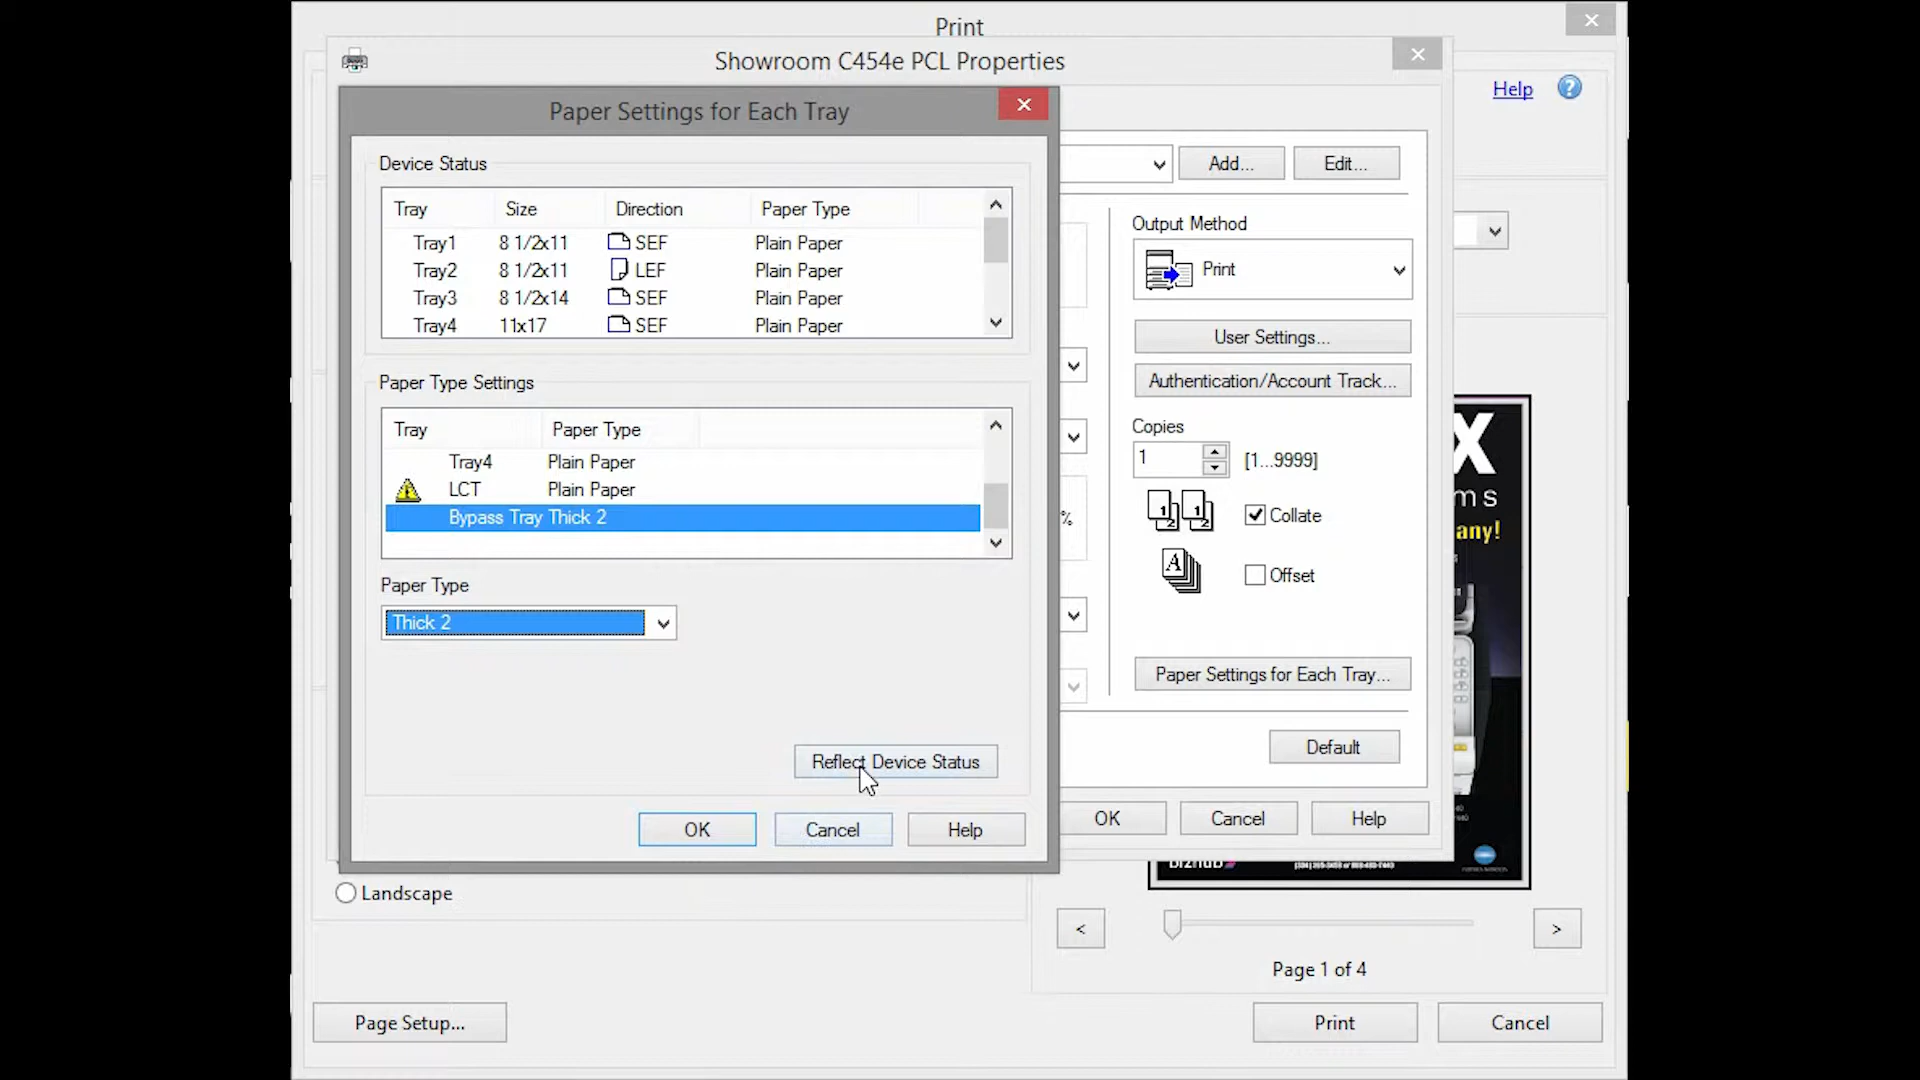 Print
Showroom C454e PCL Properties
Help
Paper Settings for Each Tray
Device Status
Tray Size Direction Paper Type
Tray1 8 1/2x11 SEF Plain Paper
Tray2 8 1/2x11 LEF Plain Paper
Tray3 8 1/2x14 SEF Plain Paper
Tray4 11x17 SEF Plain Paper
Paper Type Settings
Tray Paper Type
Tray4 Plain Paper
LCT Plain Paper
Bypass Tray Thick 2
Paper Type
Thick 2
Reflect Device Status
OK Cancel Help
Add... Edit...
Output Method
Print
User Settings...
Authentication/Account Track...
Copies
1 [1...9999]
%
Collate
Offset
Paper Settings for Each Tray...
Default
OK Cancel Help
X
ms
any!
bizhub
Landscape
< >
Page 1 of 4
Page Setup... Print Cancel